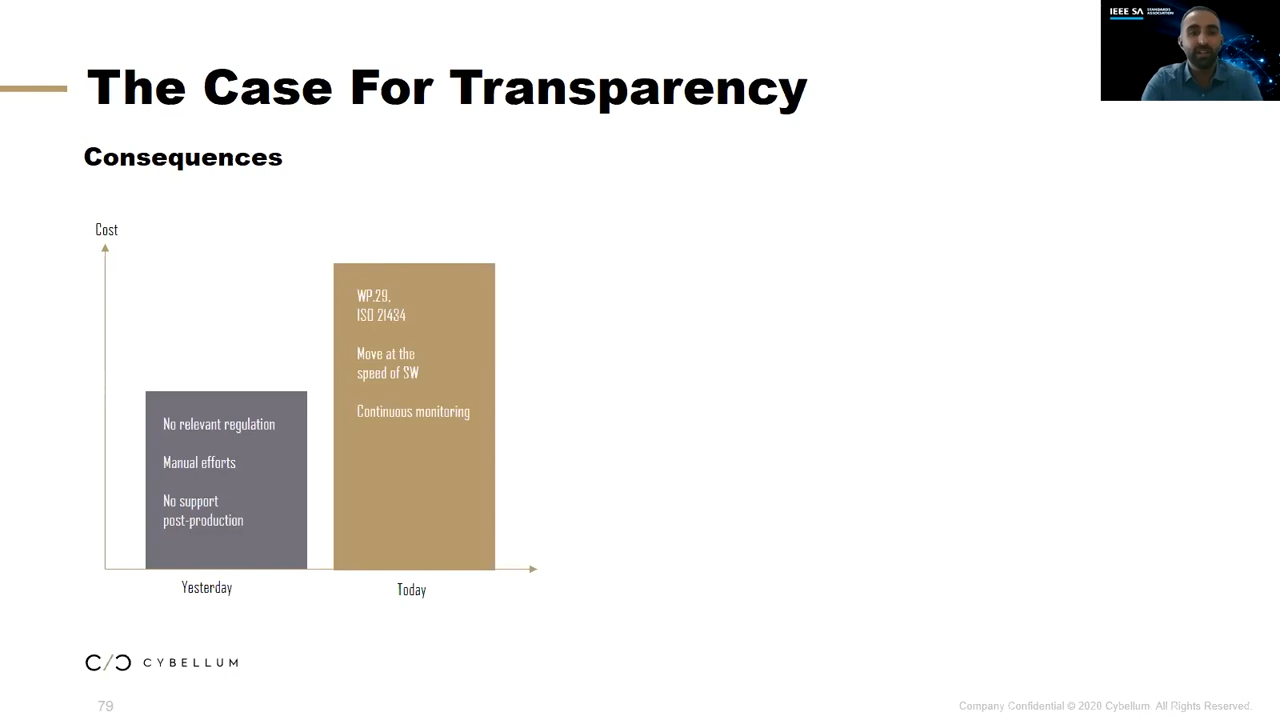 IEEE SA STANDARDS
ASSOCIATION
The Case For Transparency
Consequences
Cost
WP.29,
ISO 21434
Move at the
speed of SW
Continuous monitoring
No relevant regulation
Manual efforts
No support
post-production
Yesterday
Today
C/C CYBELLUM
79
Company Confidential © 2020 Cybellum. All Rights Reserved.